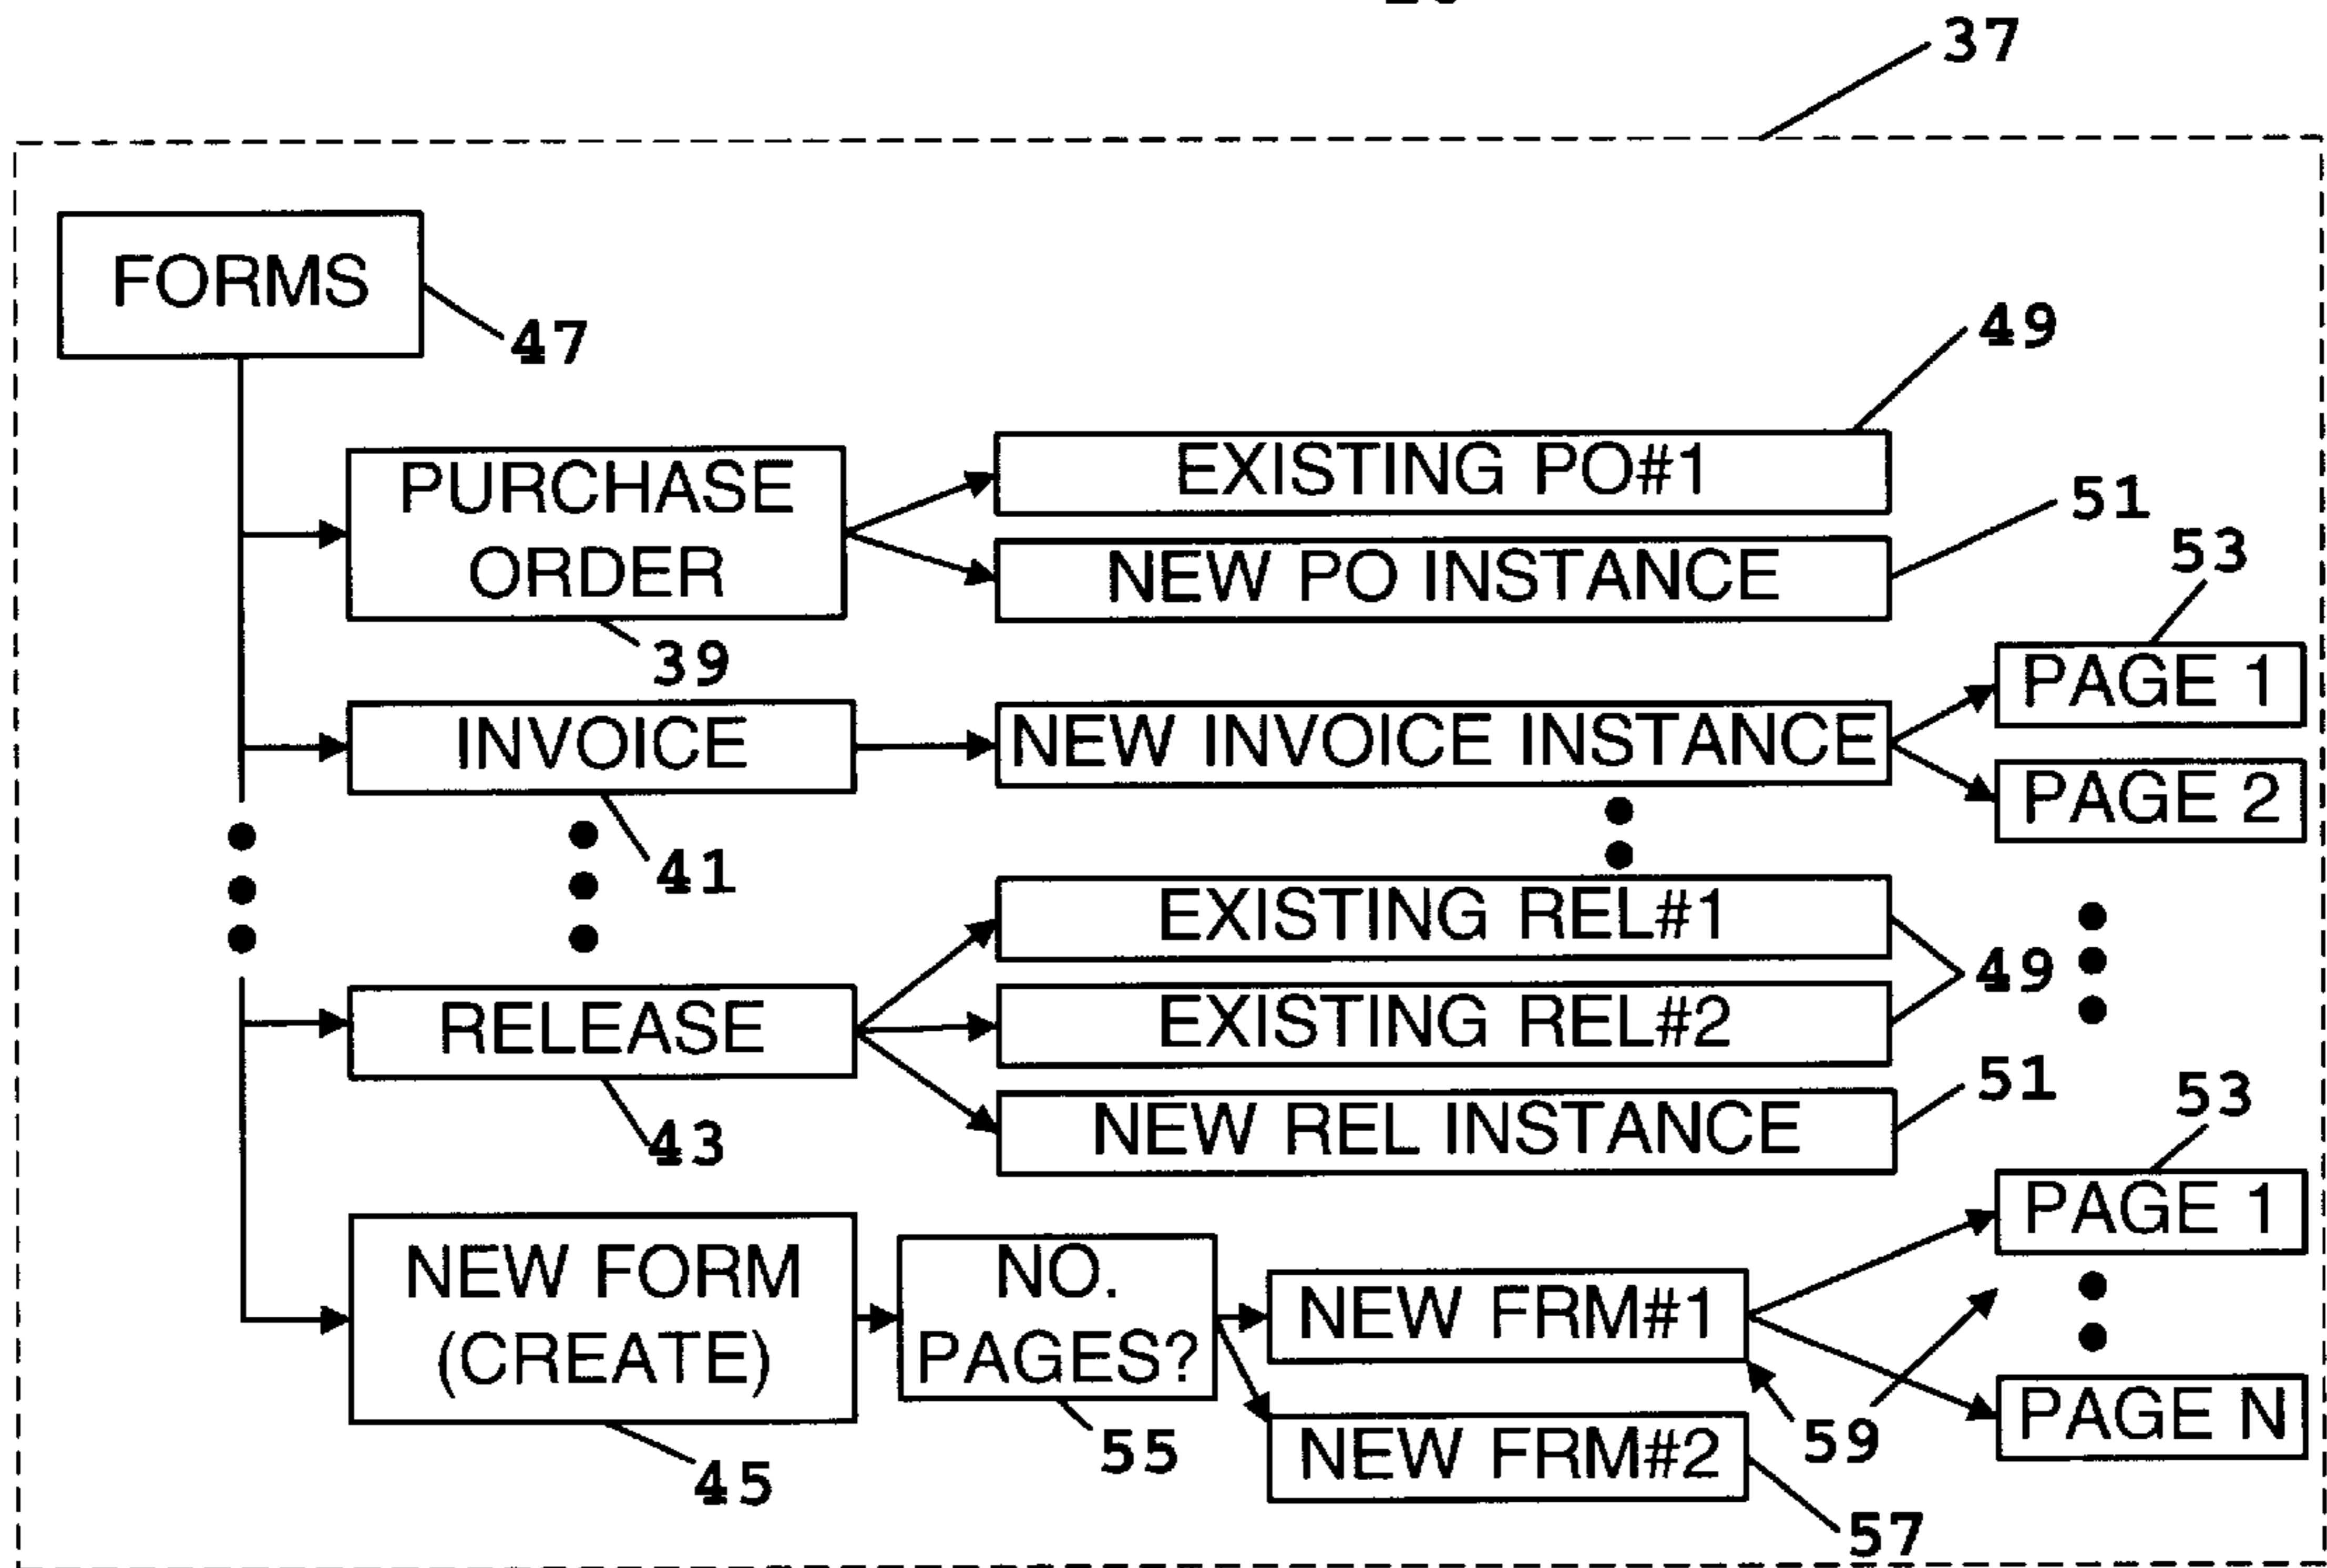 37
FORMS
47
49
PURCHASE
ORDER
EXISTING PO#1
51
NEW PO INSTANCE
53
39
PAGE 1
INVOICE
NEW INVOICE INSTANCE
PAGE 2
41
EXISTING REL#1
49
RELEASE
EXISTING REL#2
51
43
NEW REL INSTANCE
53
PAGE 1
NEW FORM
(CREATE)
NO.
PAGES?
NEW FRM#1
PAGE N
59
55
NEW FRM#2
45
57